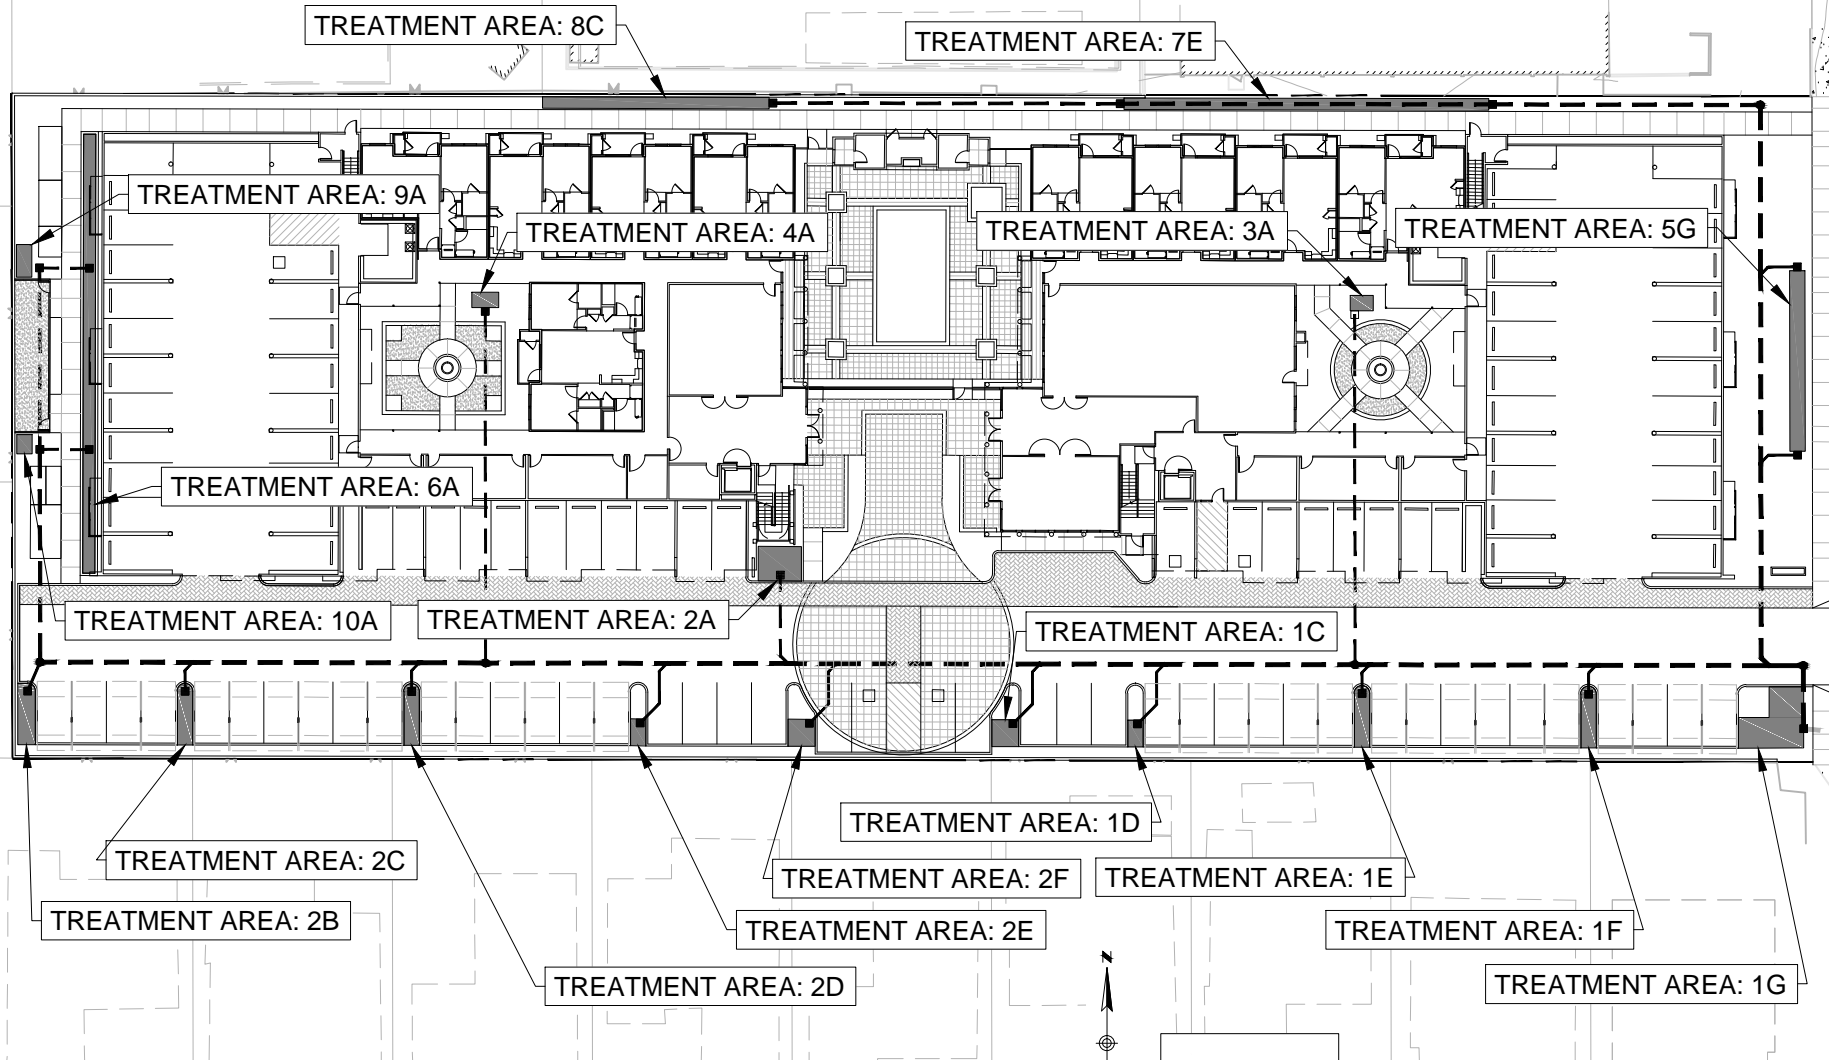 TREATMENT AREA: 8C
TREATMENT AREA: 7E
TREATMENT AREA: 9A
TREATMENT AREA: 4A
TREATMENT AREA: 3A
TREATMENT AREA: 5G
TREATMENT AREA: 6A
TREATMENT AREA: 10A
TREATMENT AREA: 2A
TREATMENT AREA: 1C
TREATMENT AREA: 1D
TREATMENT AREA: 2C
TREATMENT AREA: 2F
TREATMENT AREA: 1E
TREATMENT AREA: 2B
TREATMENT AREA: 2E
TREATMENT AREA: 1F
TREATMENT AREA: 2D
TREATMENT AREA: 1G
N